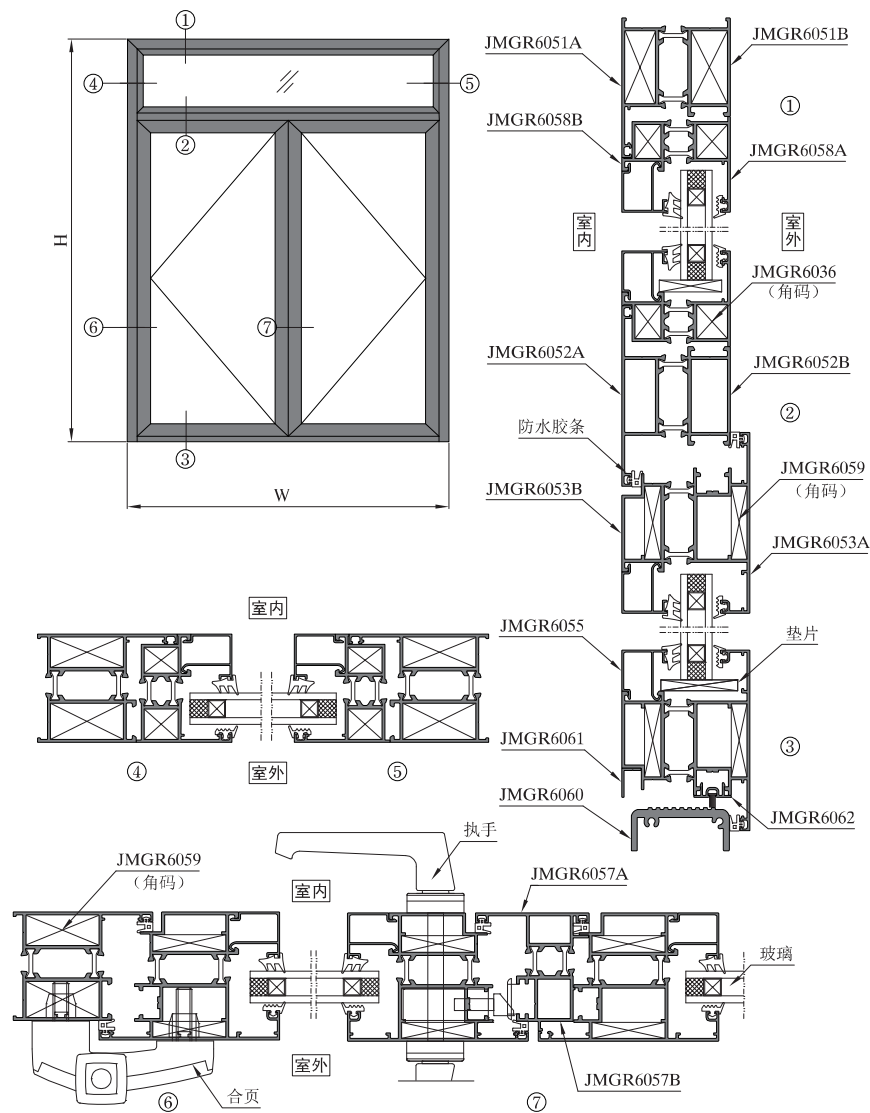 ①
④
⑤
②
H
⑥
⑦
③
W
JMGR6051A
JMGR6051B
①
JMGR6058B
JMGR6058A
室内
室外
JMGR6036
（角码）
JMGR6052A
JMGR6052B
②
防水胶条
JMGR6059
（角码）
JMGR6053B
JMGR6053A
JMGR6055
垫片
JMGR6061
③
JMGR6060
JMGR6062
室内
④
室外
⑤
JMGR6059
（角码）
室内
执手
JMGR6057A
玻璃
室外
合页
JMGR6057B
⑥
⑦